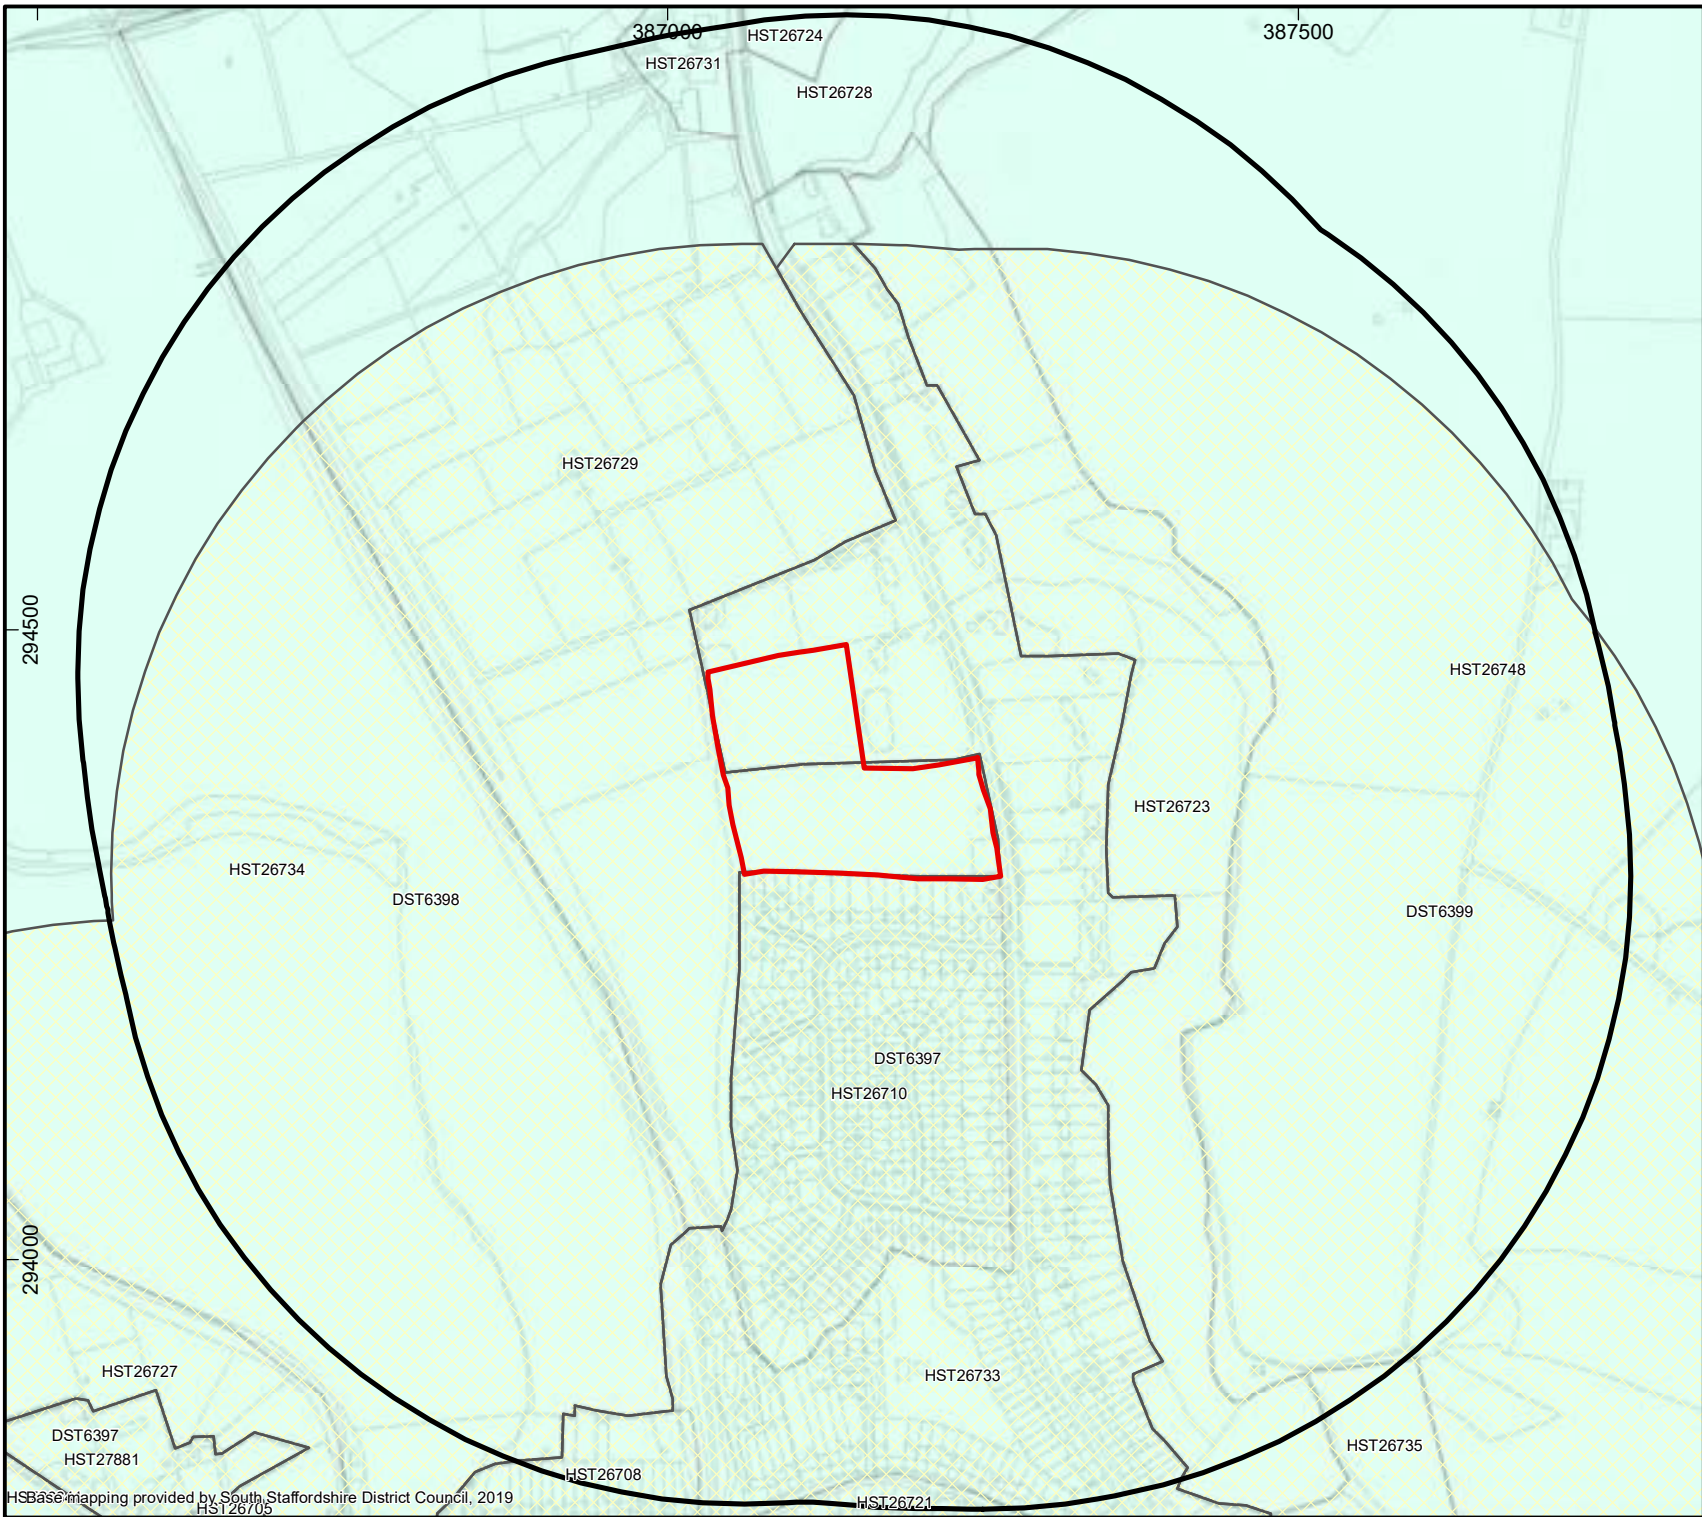 387000
387500
HST26724
HST26731
HST26728
HST26729
294500
HST26748
HST26723
HST26734
DST6398
DST6399
DST6397
HST26710
294000
HST26727
HST26733
DST6397
HST27881
HST26735
HST26708
Base mapping provided by South Staffordshire District Council, 2019
HST26721
HST26705